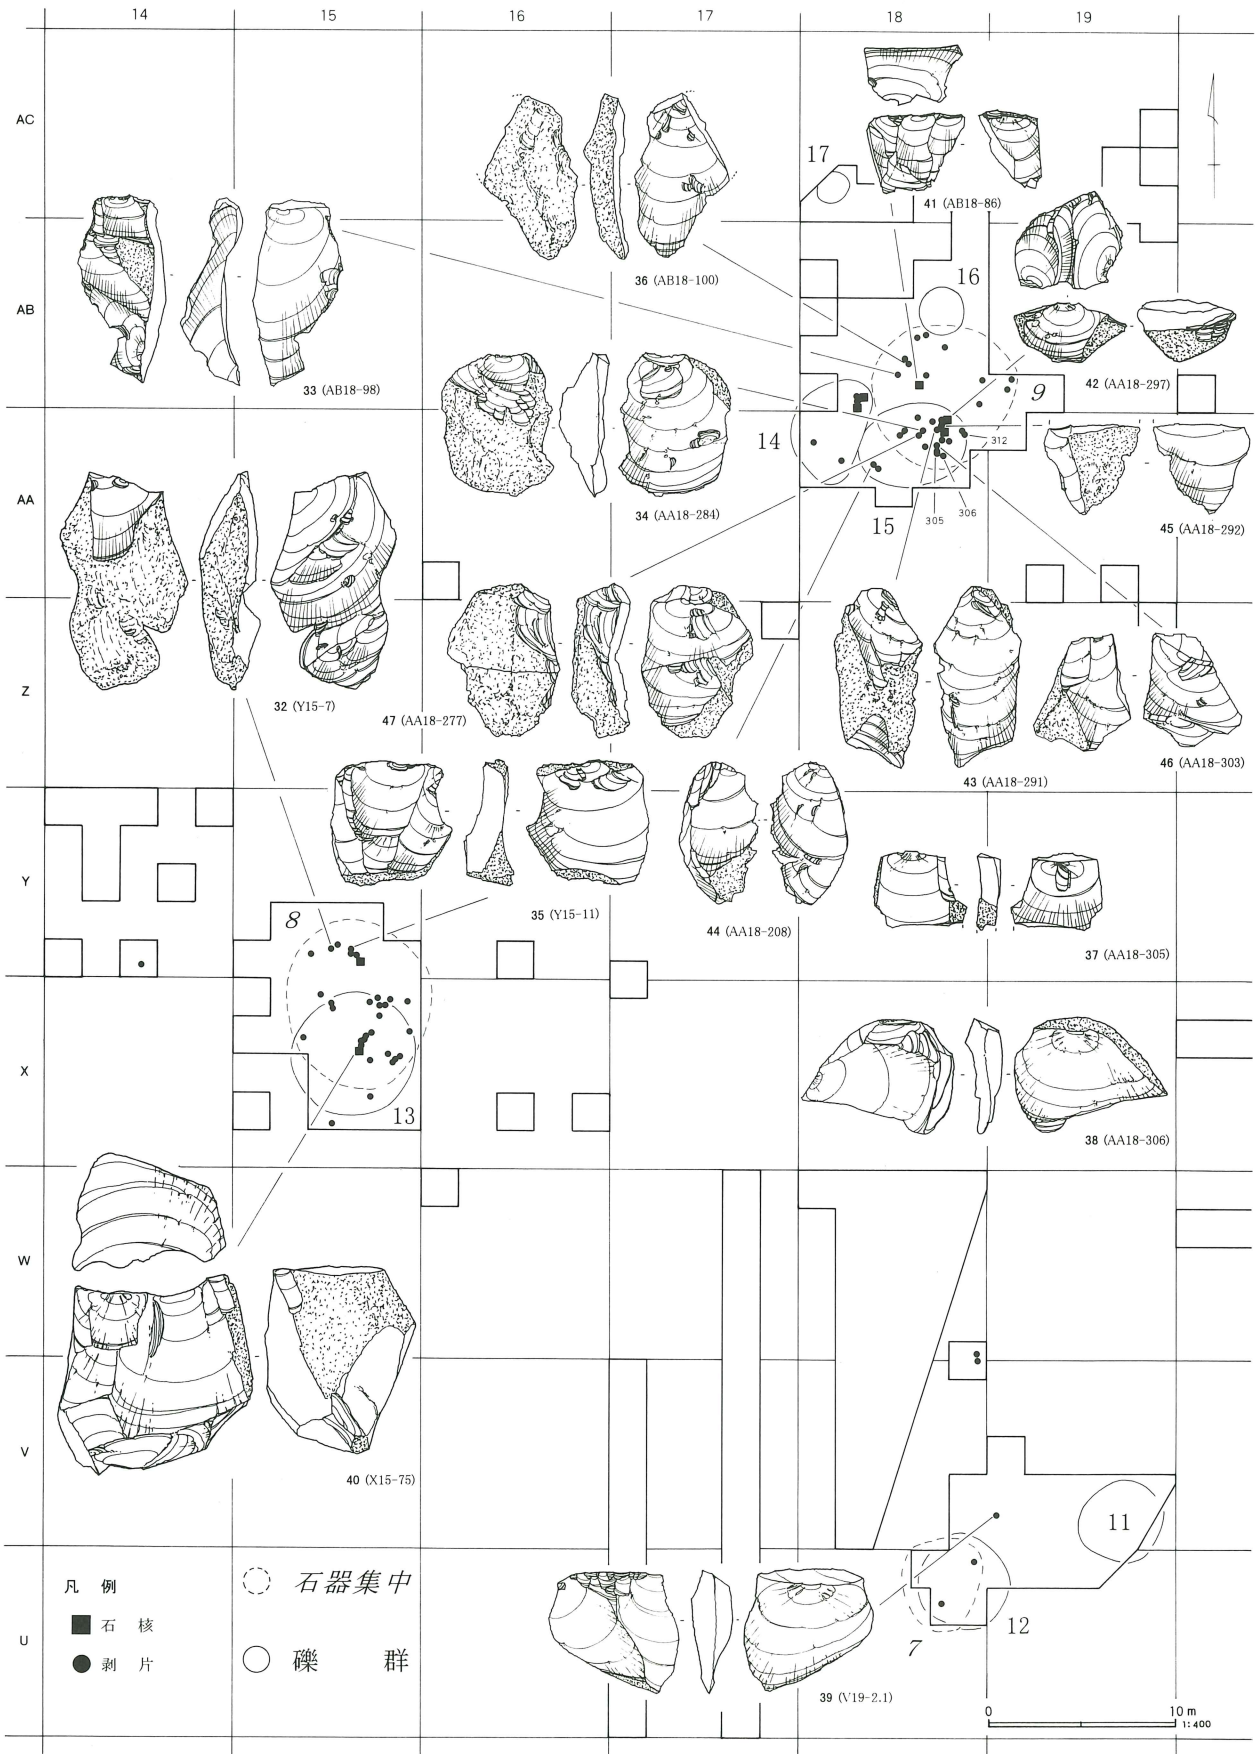 14 15 16 17 18 19
AC
AB
AA
Z
Y
X
W
V
U
17
41 (AB18-86)
36 (AB18-100)
16
33 (AB18-98)
42 (AA18-297)
9
14
312
34 (AA18-284)
305
306
15
45 (AA18-292)
32 (Y15-7)
47 (AA18-277)
43 (AA18-291)
46 (AA18-303)
8
35 (Y15-11)
44 (AA18-208)
37 (AA18-305)
13
38 (AA18-306)
40 (X15-75)
11
12
7
39 (V19-2.1)
凡 例
石 核
剥 片
石器集中
礫 群
0 10 m
1:400